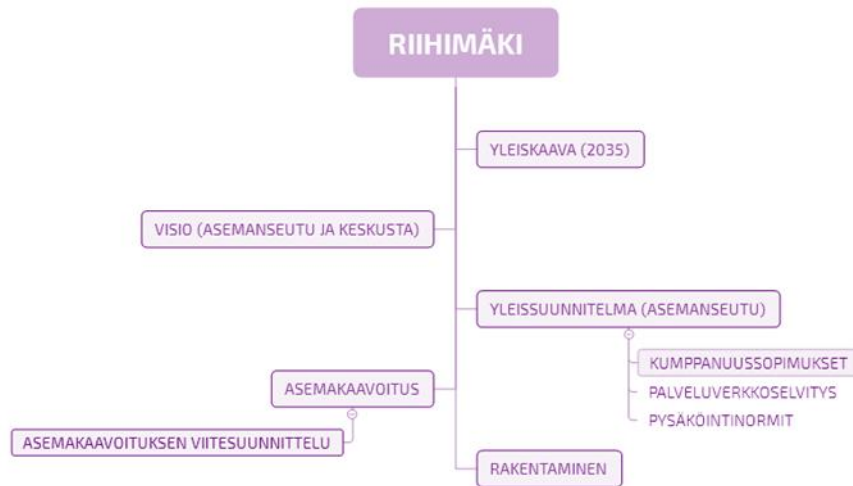 RIIHIMÄKI
YLEISKAAVA (2035)
VISIO (ASEMANSEUTU JA KESKUSTA)
YLEISSUUNNITELMA (ASEMANSEUTU)
KUMPPANUUSSOPIMUKSET
PALVELUVERKKOSELVITYS
PYSÄKÖINTINORMIT
ASEMAKAAVOITUS
ASEMAKAAVOITUKSEN VIITESUUNNITTELU
RAKENTAMINEN